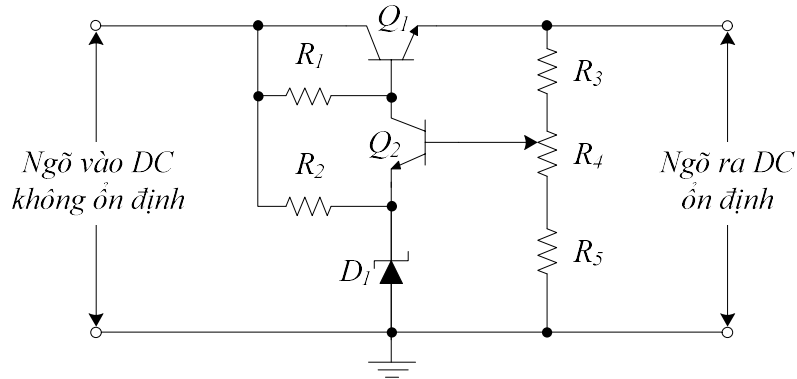 Q1
R1
R3
Q2
R4
R2
Ngõ vào DC
không ổn định
Ngõ ra DC
ổn định
D1
R5